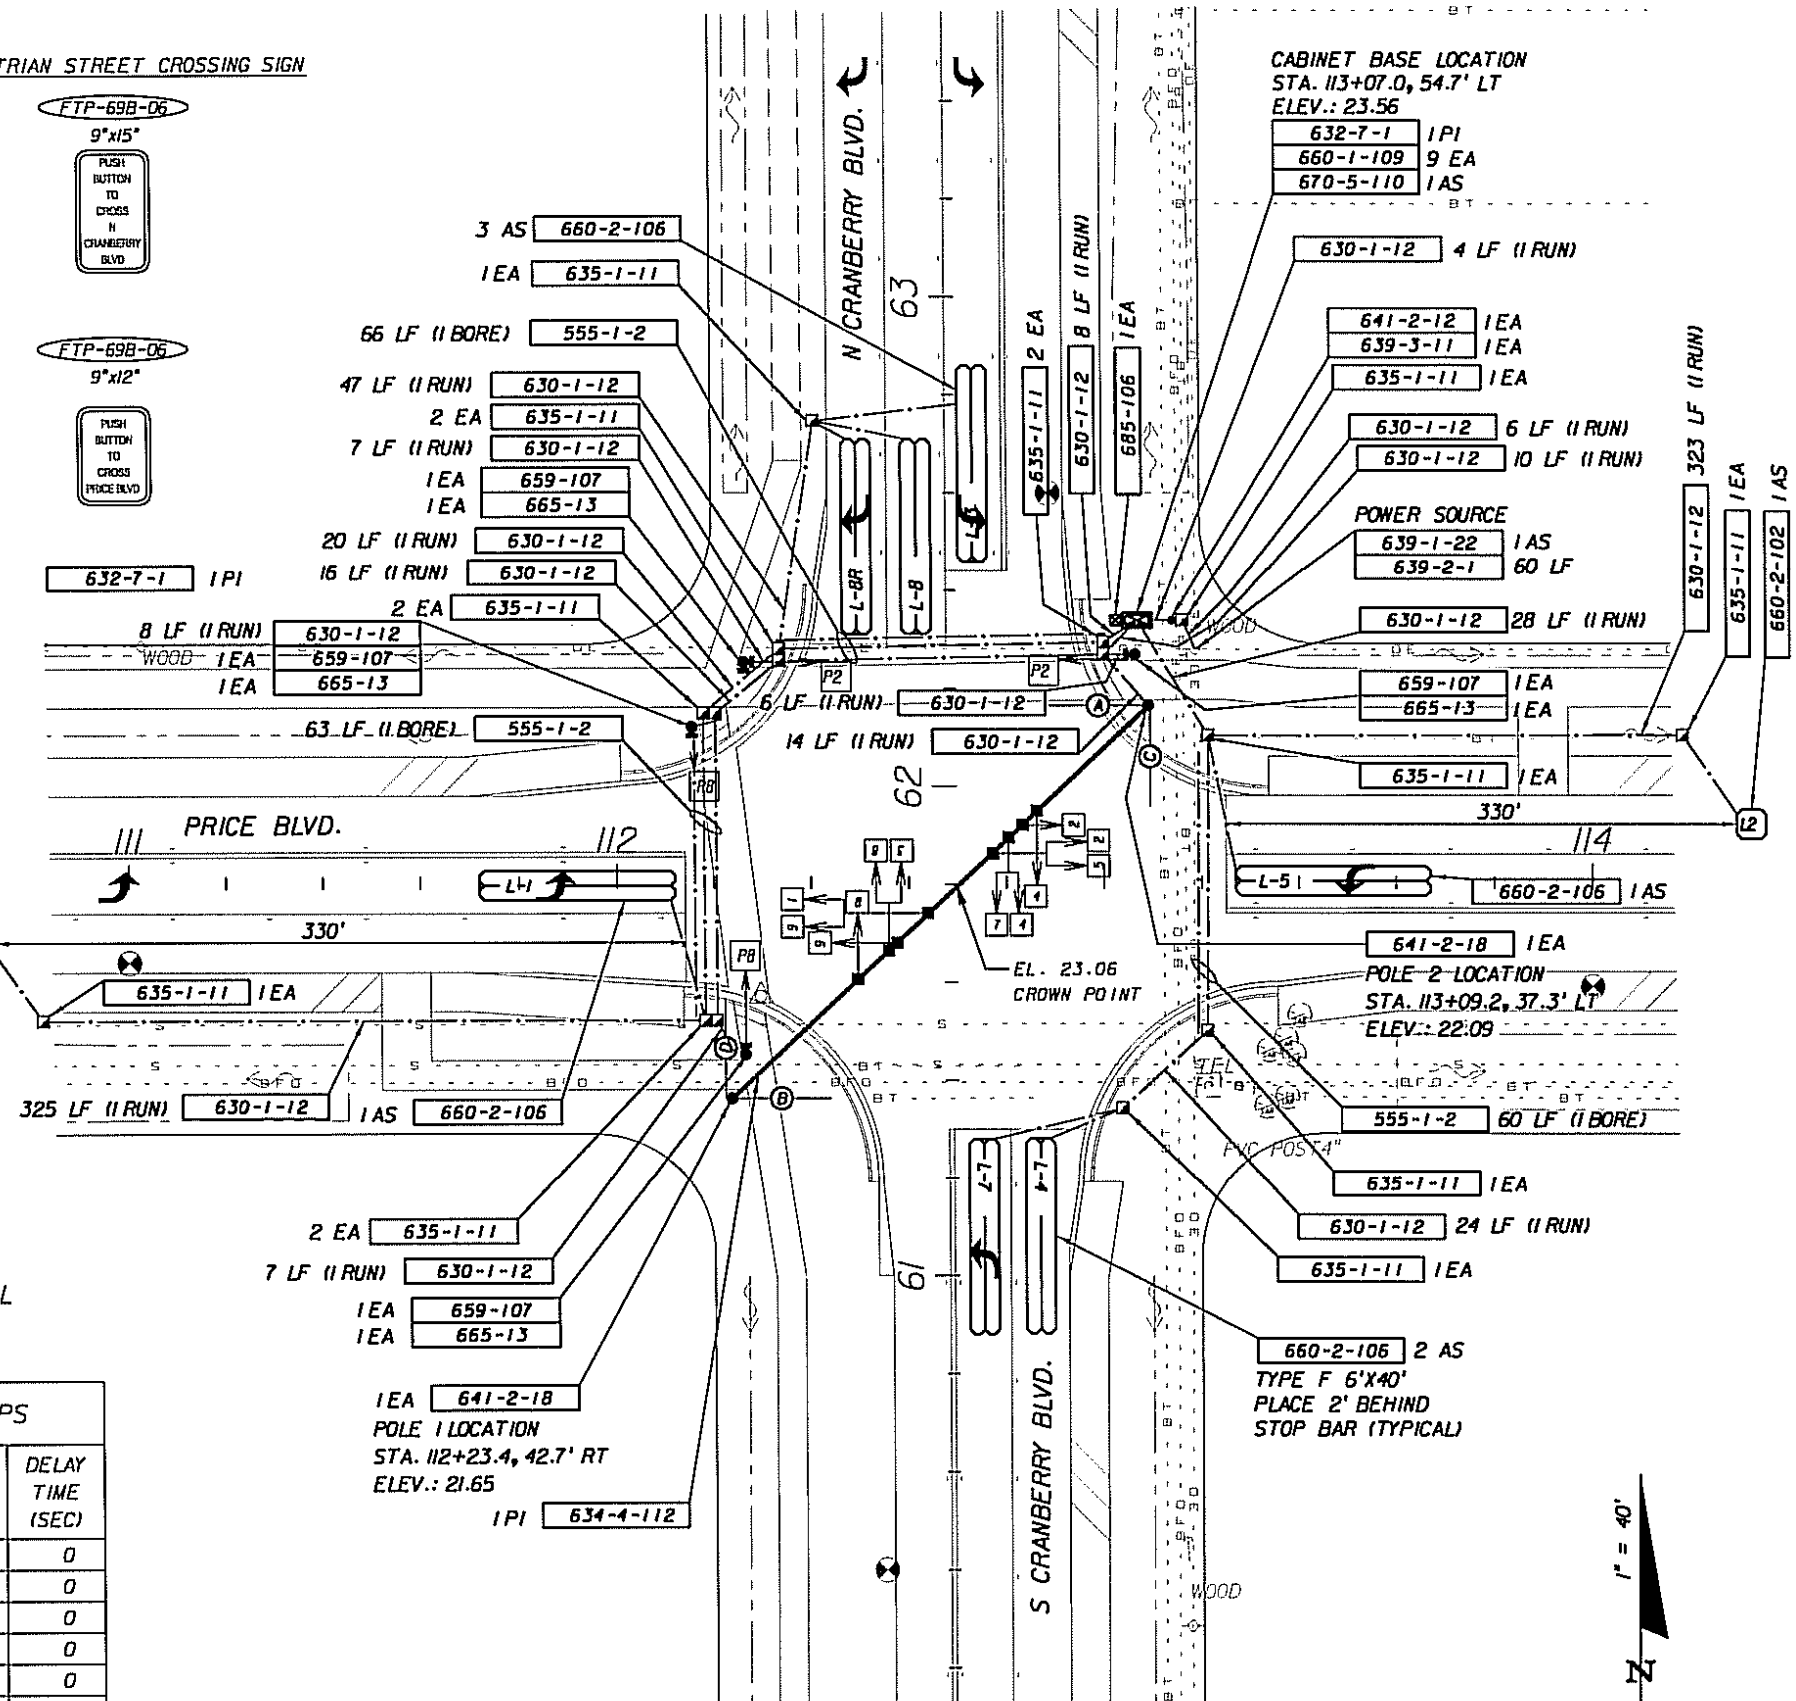 TRIAN STREET CROSSING SIGN
FTP-69B-06
9"x15"
PUSH
BUTTON
TO
CROSS
N
CRANBERRY
BLVD
FTP-69B-06
9"x12"
PUSH
BUTTON
TO
CROSS
PRICE BLVD
632-7-1 1 PI
3 AS 660-2-106
1 EA 635-1-11
66 LF (1 BORE) 555-1-2
47 LF (1 RUN) 630-1-12
2 EA 635-1-11
7 LF (1 RUN) 630-1-12
1 EA 659-107
1 EA 665-13
20 LF (1 RUN) 630-1-12
16 LF (1 RUN) 630-1-12
2 EA 635-1-11
8 LF (1 RUN) 630-1-12
WOOD 1 EA 659-107
1 EA 665-13
63 LF (1 BORE) 555-1-2
N CRANBERRY BLVD.
63
L-8R
L-8
635-1-11 2 EA
630-1-12 8 LF (1 RUN)
685-106 1 EA
CABINET BASE LOCATION
STA. 113+07.0, 54.7' LT
ELEV.: 23.56
632-7-1 1 PI
660-1-109 9 EA
670-5-110 1 AS
630-1-12 4 LF (1 RUN)
641-2-12 1 EA
639-3-11 1 EA
635-1-11 1 EA
630-1-12 6 LF (1 RUN)
630-1-12 10 LF (1 RUN)
POWER SOURCE
639-1-22 1 AS
639-2-1 60 LF
WOOD
630-1-12 28 LF (1 RUN)
659-107 1 EA
665-13 1 EA
635-1-11 1 EA
630-1-12 323 LF (1 RUN)
635-1-11 1 EA
660-2-102 1 AS
P2
P2
6 LF (1 RUN) 630-1-12
A
14 LF (1 RUN) 630-1-12
C
62
P8
PRICE BLVD.
111
112
L-1
330'
330'
L2
114
L-5
660-2-106 1 AS
641-2-18 1 EA
POLE 2 LOCATION
STA. 113+09.2, 37.3' LT
ELEV.: 22.09
EL. 23.06
CROWN POINT
P8
635-1-11 1 EA
D
B
325 LF (1 RUN) 630-1-12
1 AS 660-2-106
555-1-2 60 LF (1 BORE)
TEL
PVC POST 4"
635-1-11 1 EA
630-1-12 24 LF (1 RUN)
635-1-11 1 EA
L-7
L-4
61
2 EA 635-1-11
7 LF (1 RUN) 630-1-12
1 EA 659-107
1 EA 665-13
660-2-106 2 AS
TYPE F 6'X40'
PLACE 2' BEHIND
STOP BAR (TYPICAL)
1 EA 641-2-18
POLE 1 LOCATION
STA. 112+23.4, 42.7' RT
ELEV.: 21.65
1 PI 634-4-112
S CRANBERRY BLVD.
WOOD
L
PS
DELAY
TIME
(SEC)
0
0
0
0
0
1" = 40'
N